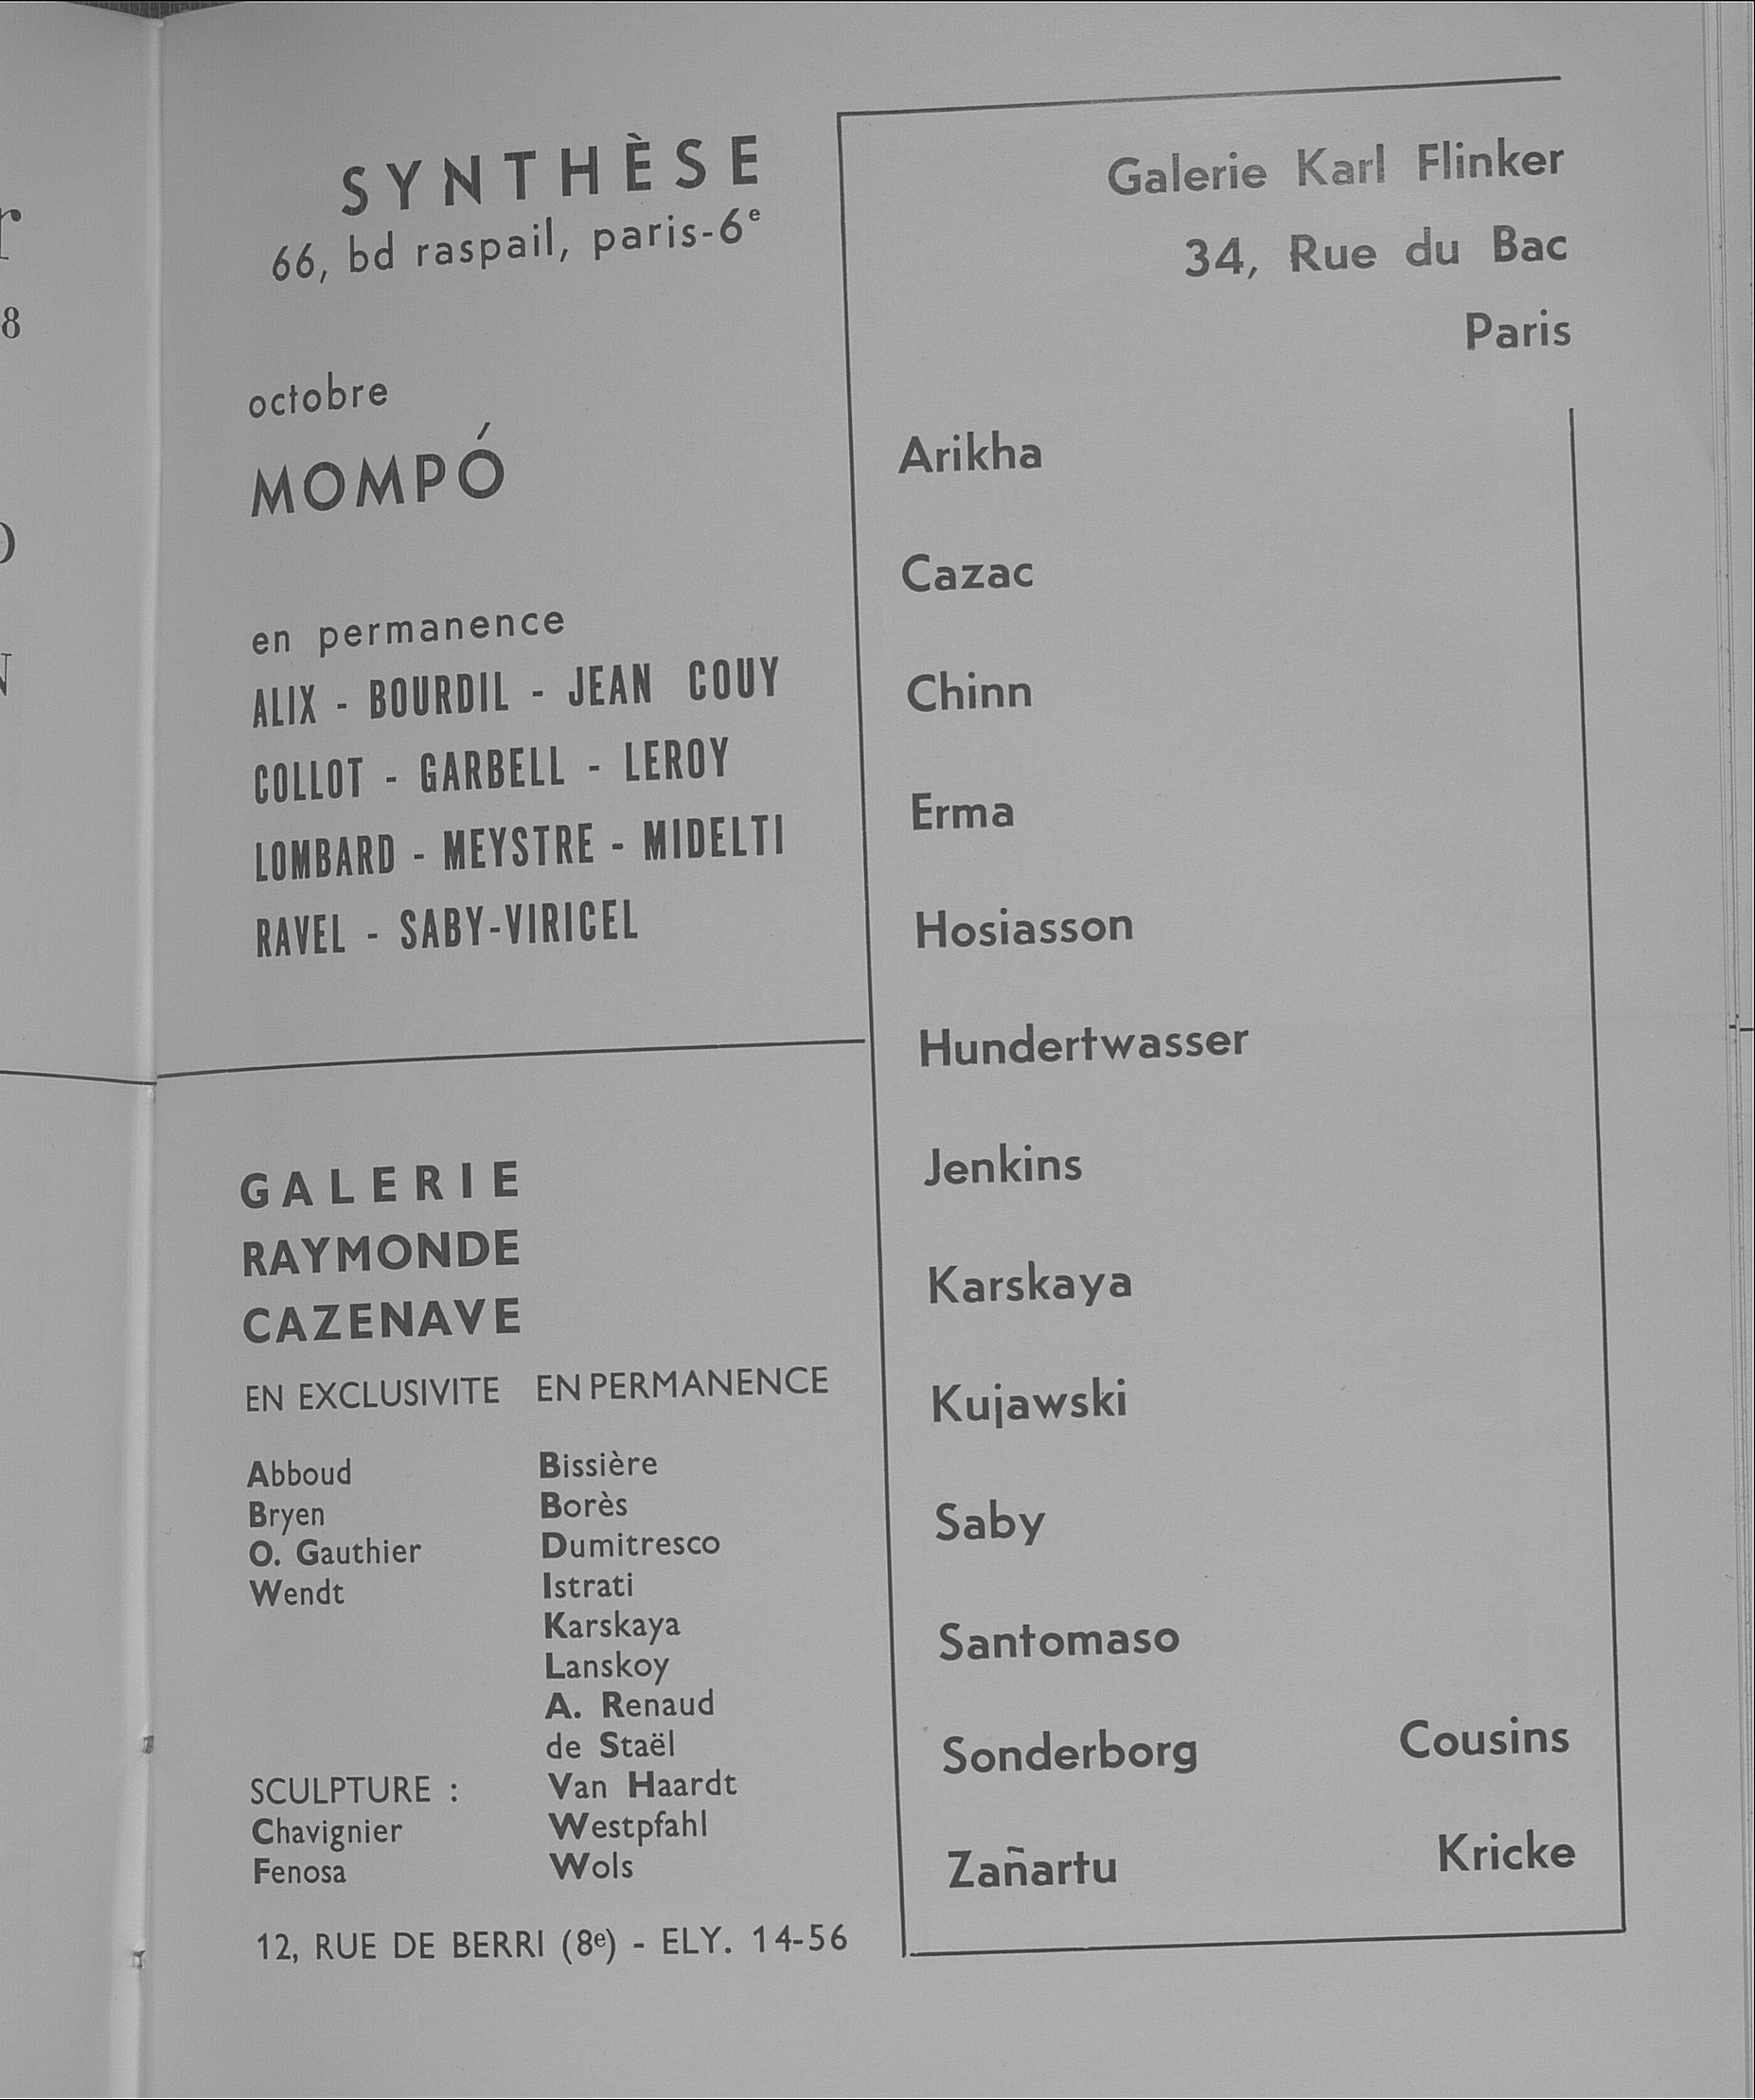 SYNTHÈSE
66, bd raspail, paris-6e
octobre
MOMPÓ
en permanence
ALIX - BOURDIL - JEAN COUY
COLLOT - GARBELL - LEROY
LOMBARD - MEYSTRE - MIDELTI
RAVEL - SABY-VIRICEL
GALERIE
RAYMONDE
CAZENAVE
EN EXCLUSIVITE
Abboud
Bryen
O. Gauthier
Wendt
SCULPTURE :
Chavignier
Fenosa
EN PERMANENCE
Bissière
Borès
Dumitresco
Istrati
Karskaya
Lanskoy
A. Renaud
de Staël
Van Haardt
Westpfahl
Wols
12, RUE DE BERRI (8e) - ELY. 14-56
Galerie Karl Flinker
34, Rue du Bac
Paris
Arikha
Cazac
Chinn
Erma
Hosiasson
Hundertwasser
Jenkins
Karskaya
Kujawski
Saby
Santomaso
Sonderborg
Zañartu
Cousins
Kricke